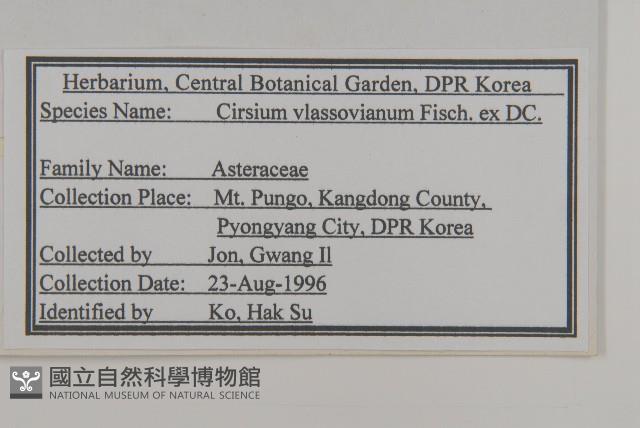 Herbarium, Central Botanical Garden, DPR Korea
Species Name: Cirsium vlassovianum Fisch. ex DC.
Family Name: Asteraceae
Collection Place: Mt. Pungo, Kangdong County,
Pyongyang City, DPR Korea
Collected by Jon, Gwang Il
Collection Date: 23-Aug-1996
Identified by Ko, Hak Su
國立自然科學博物館
NATIONAL MUSEUM OF NATURAL SCIENCE